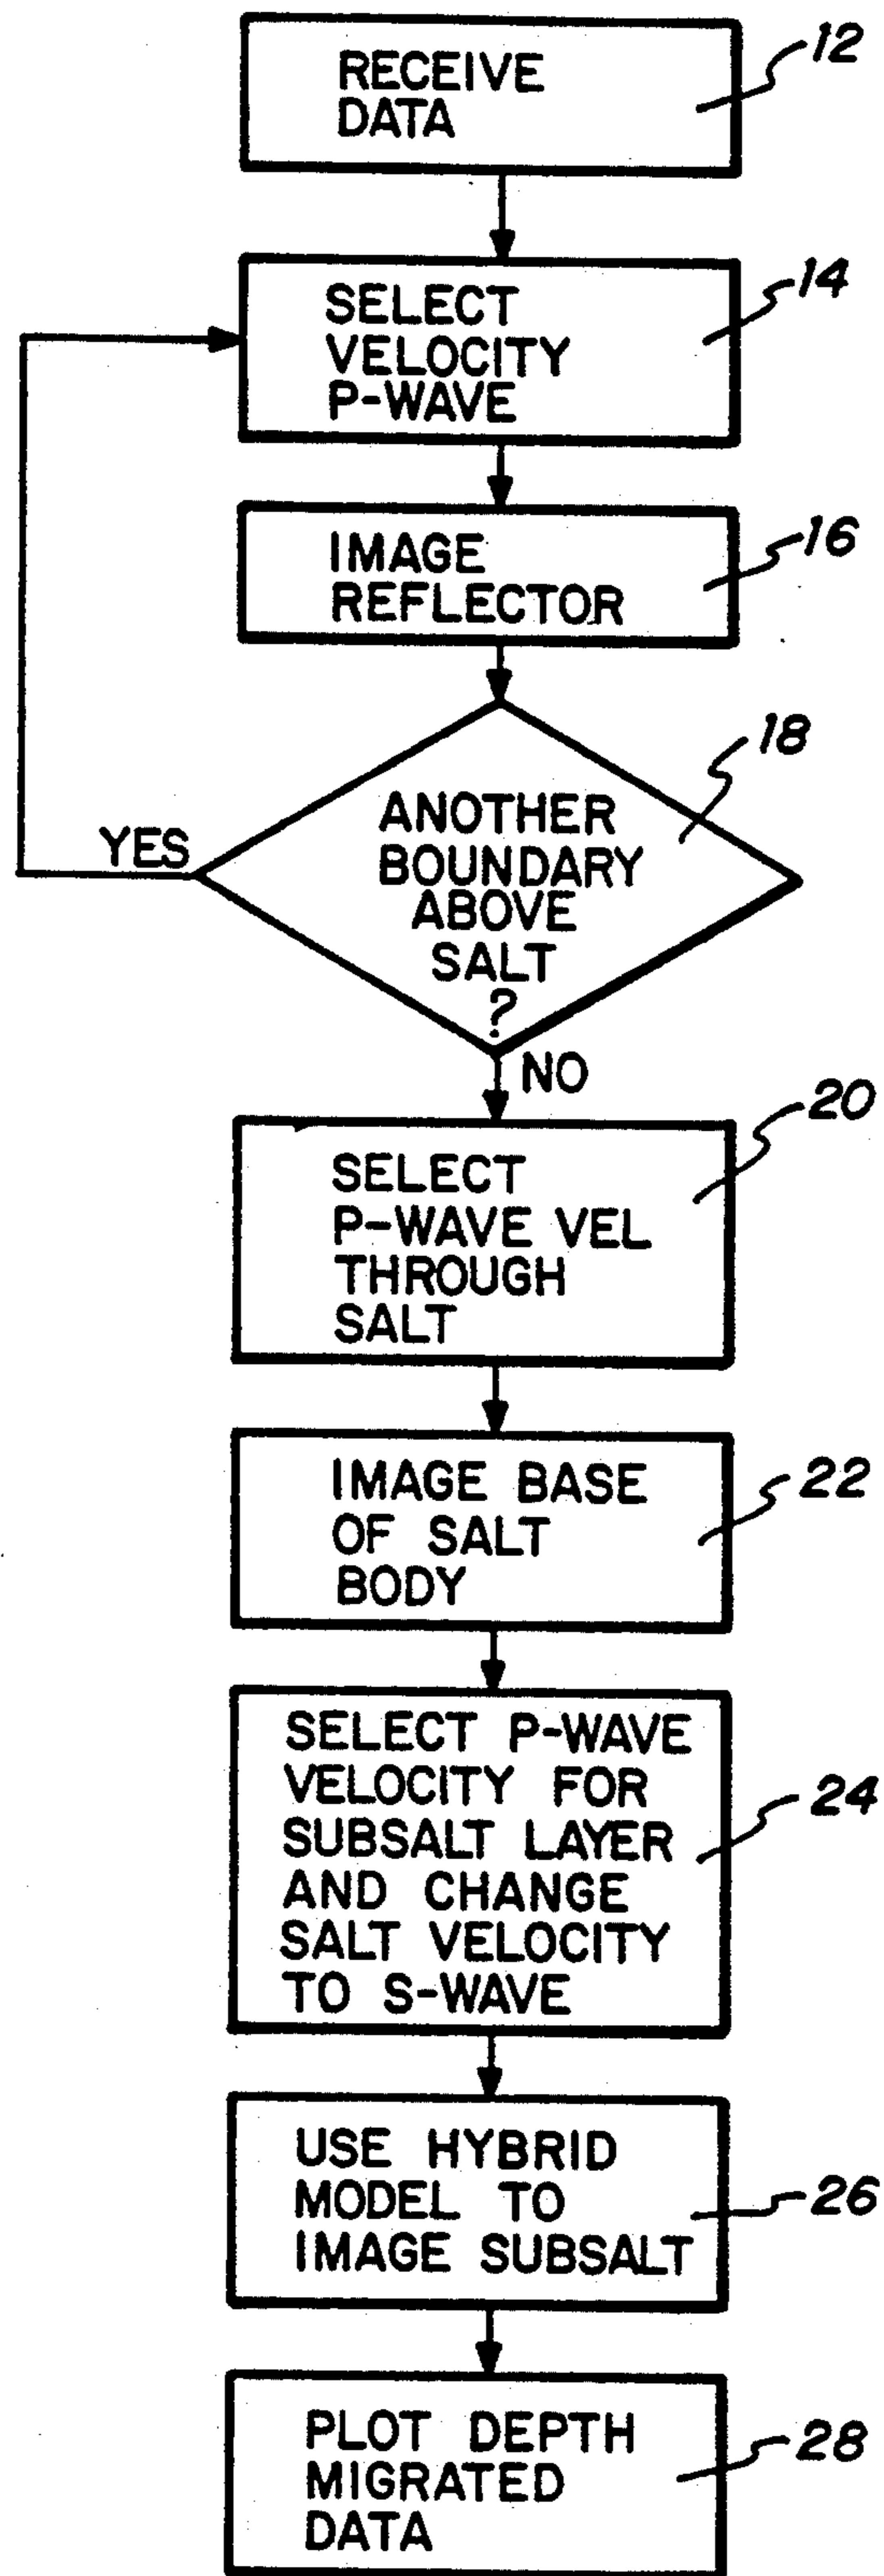 RECEIVE
DATA
12
SELECT
VELOCITY
P-WAVE
14
IMAGE
REFLECTOR
16
ANOTHER
BOUNDARY
ABOVE
SALT
?
18
YES
NO
SELECT
P-WAVE VEL
THROUGH
SALT
20
IMAGE BASE
OF SALT
BODY
22
SELECT P-WAVE
VELOCITY FOR
SUBSALT LAYER
AND CHANGE
SALT VELOCITY
TO S-WAVE
24
USE HYBRID
MODEL TO
IMAGE SUBSALT
26
PLOT DEPTH
MIGRATED
DATA
28